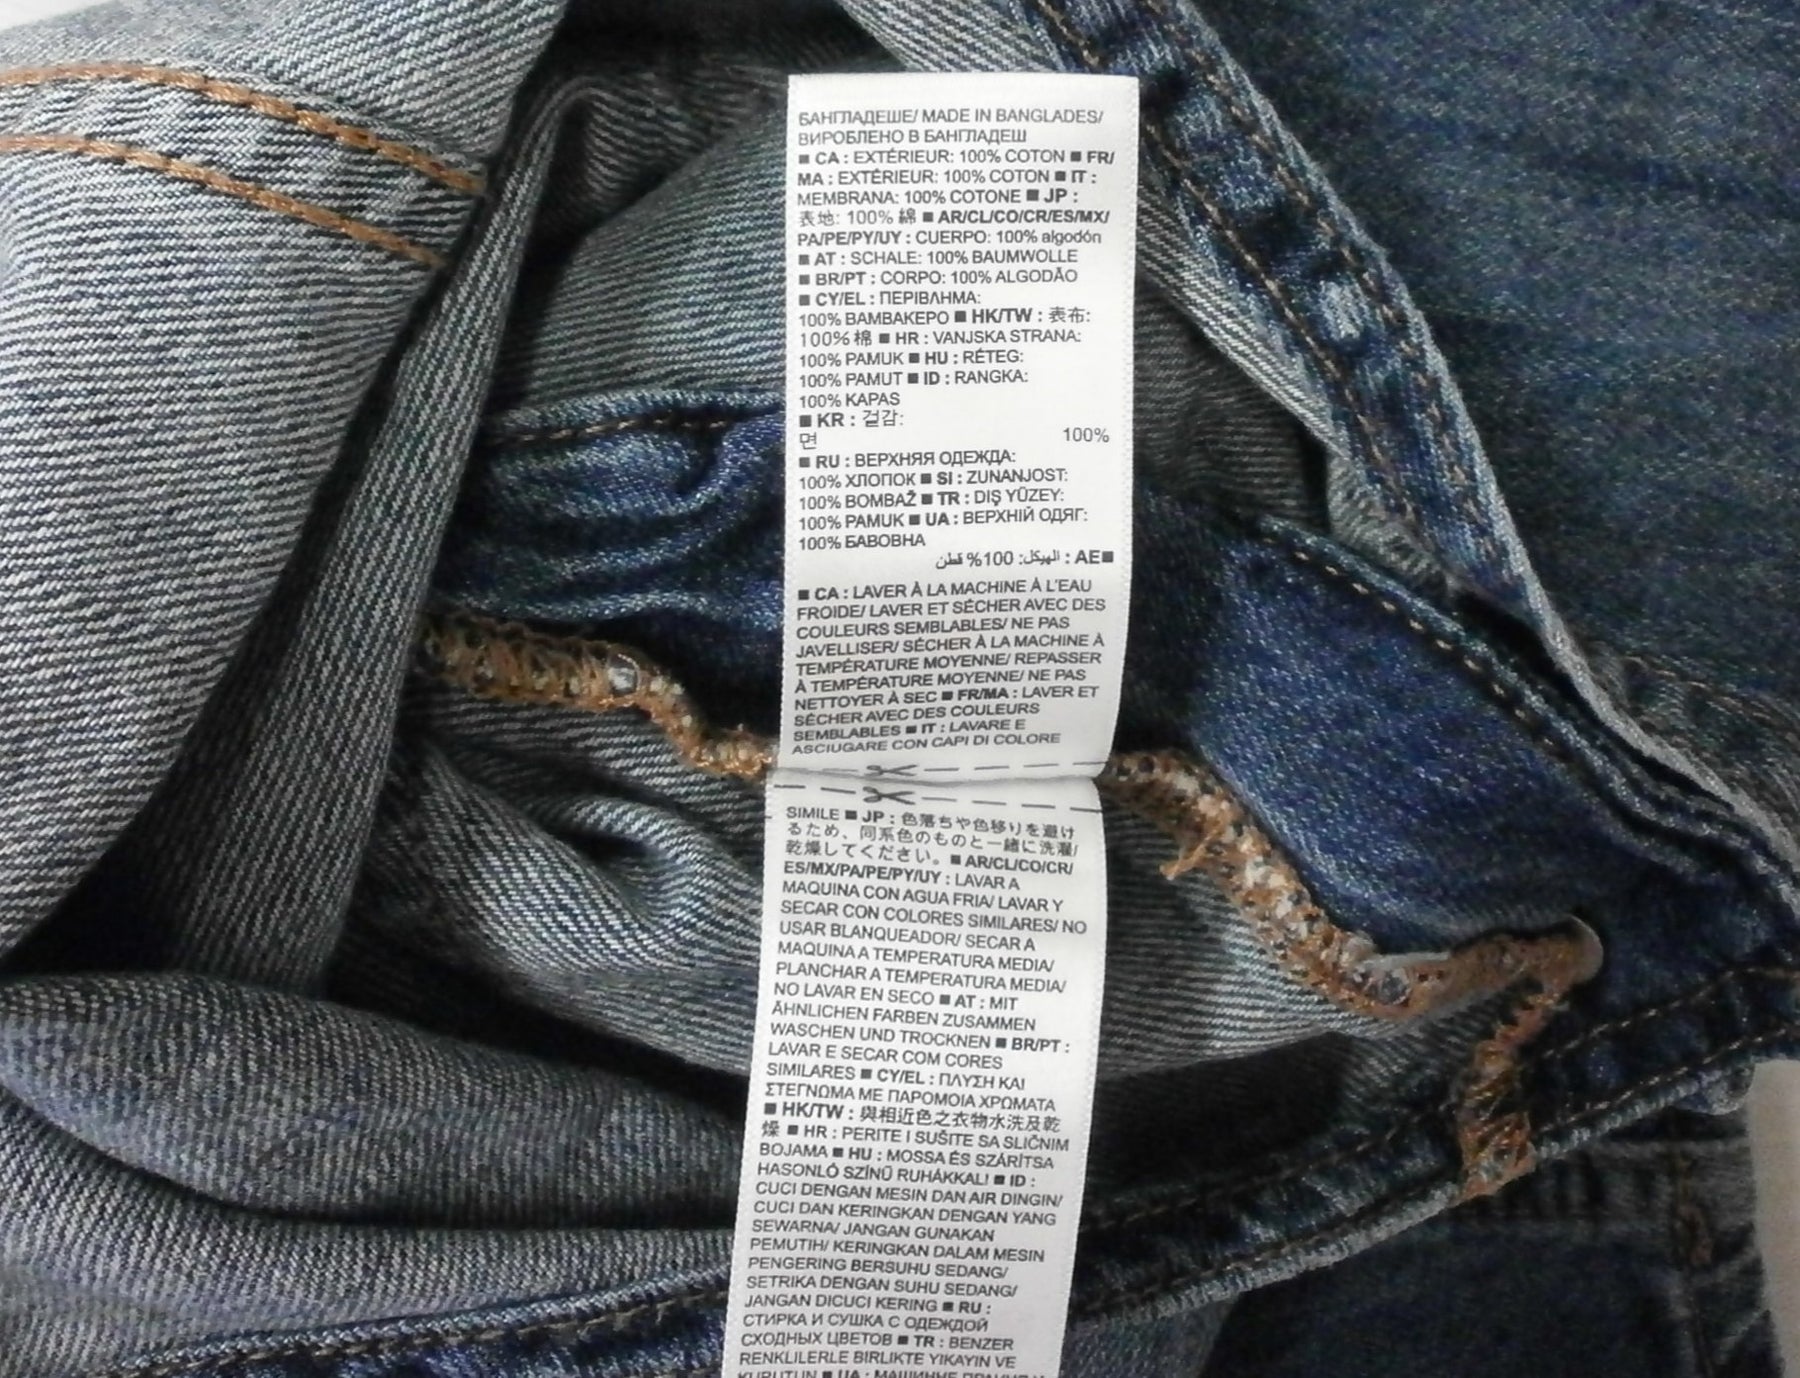 БАНГЛАДЕШЕ/ MADE IN BANGLADES/
ВИРОБЛЕНО В БАНГЛАДЕШ
■ CA : EXTÉRIEUR: 100% COTON ■ FR/
MA : EXTÉRIEUR: 100% COTON ■ IT :
MEMBRANA: 100% COTONE ■ JP :
表地: 100% 綿 ■ AR/CL/CO/CR/ES/MX/
PA/PE/PY/UY : CUERPO: 100% algodón
■ AT : SCHALE: 100% BAUMWOLLE
■ BR/PT : CORPO: 100% ALGODÃO
■ CY/EL : ΠΕΡΙΒΛΗΜΑ:
100% ΒΑΜΒΑΚΕΡΟ ■ HK/TW : 表布:
100% 棉 ■ HR : VANJSKA STRANA:
100% PAMUK ■ HU : RÉTEG:
100% PAMUT ■ ID : RANGKA:
100% KAPAS
■ KR : 겉감:
면 100%
■ RU : ВЕРХНЯЯ ОДЕЖДА:
100% ХЛОПОК ■ SI : ZUNANJOST:
100% BOMBAŽ ■ TR : DIŞ YÜZEY:
100% PAMUK ■ UA : ВЕРХНІЙ ОДЯГ:
100% БАВОВНА
■AE : الهيكل: 100% قطن
■ CA : LAVER À LA MACHINE À L'EAU
FROIDE/ LAVER ET SÉCHER AVEC DES
COULEURS SEMBLABLES/ NE PAS
JAVELLISER/ SÉCHER À LA MACHINE À
TEMPÉRATURE MOYENNE/ REPASSER
À TEMPÉRATURE MOYENNE/ NE PAS
NETTOYER À SEC ■ FR/MA : LAVER ET
SÉCHER AVEC DES COULEURS
SEMBLABLES ■ IT : LAVARE E
ASCIUGARE CON CAPI DI COLORE
SIMILE ■ JP : 色落ちや色移りを避け
るため、同系色のものと一緒に洗濯/
乾燥してください。 ■ AR/CL/CO/CR/
ES/MX/PA/PE/PY/UY : LAVAR A
MAQUINA CON AGUA FRIA/ LAVAR Y
SECAR CON COLORES SIMILARES/ NO
USAR BLANQUEADOR/ SECAR A
MAQUINA A TEMPERATURA MEDIA/
PLANCHAR A TEMPERATURA MEDIA/
NO LAVAR EN SECO ■ AT : MIT
ÄHNLICHEN FARBEN ZUSAMMEN
WASCHEN UND TROCKNEN ■ BR/PT :
LAVAR E SECAR COM CORES
SIMILARES ■ CY/EL : ΠΛΥΣΗ ΚΑΙ
ΣΤΕΓΝΩΜΑ ΜΕ ΠΑΡΟΜΟΙΑ ΧΡΩΜΑΤΑ
■ HK/TW : 與相近色之衣物水洗及乾
燥 ■ HR : PERITE I SUŠITE SA SLIČNIM
BOJAMA ■ HU : MOSSA ÉS SZÁRÍTSA
HASONLÓ SZÍNŰ RUHÁKKAL! ■ ID :
CUCI DENGAN MESIN DAN AIR DINGIN/
CUCI DAN KERINGKAN DENGAN YANG
SEWARNA/ JANGAN GUNAKAN
PEMUTIH/ KERINGKAN DALAM MESIN
PENGERING BERSUHU SEDANG/
SETRIKA DENGAN SUHU SEDANG/
JANGAN DICUCI KERING ■ RU :
СТИРКА И СУШКА С ОДЕЖДОЙ
СХОДНЫХ ЦВЕТОВ ■ TR : BENZER
RENKLILERLE BIRLIKTE YIKAYIN VE
KURUTUN ■ UA : МАШИННЕ ПРАННЯ У